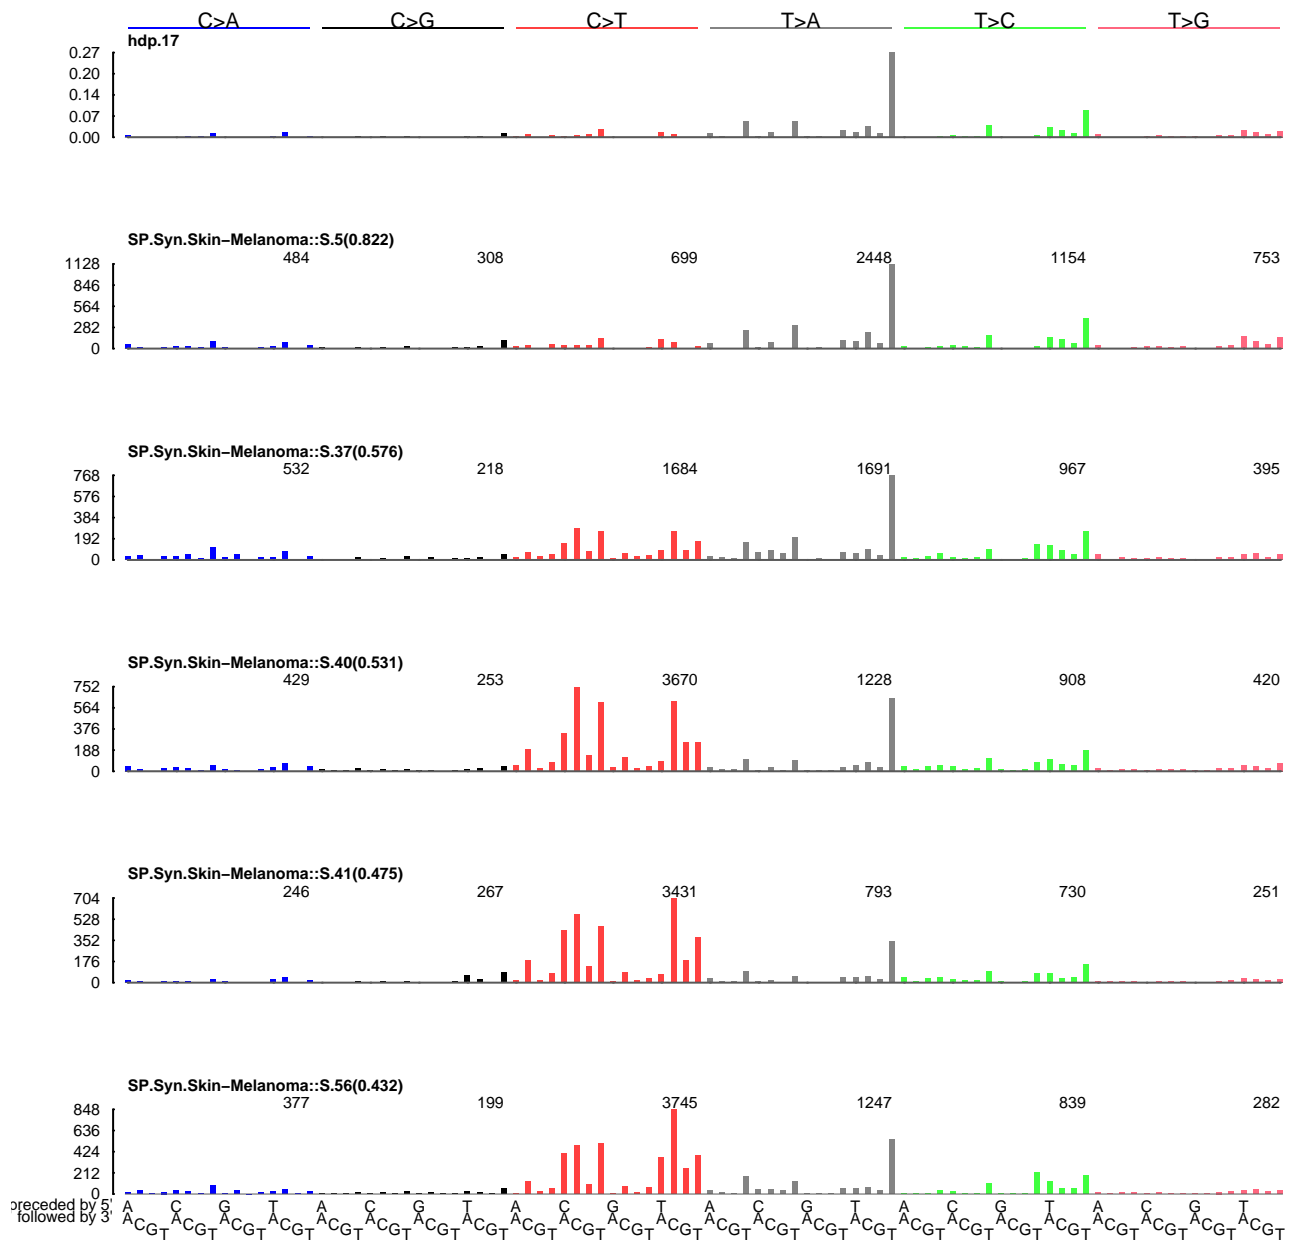 C>A C>G C>T T>A T>C T>G
hdp.17
0.27
0.20
0.14
0.07
0.00
SP.Syn.Skin−Melanoma::S.5(0.822)
484 308 699 2448 1154 753
1128
846
564
282
0
SP.Syn.Skin−Melanoma::S.37(0.576)
532 218 1684 1691 967 395
768
576
384
192
0
SP.Syn.Skin−Melanoma::S.40(0.531)
429 253 3670 1228 908 420
752
564
376
188
0
SP.Syn.Skin−Melanoma::S.41(0.475)
246 267 3431 793 730 251
704
528
352
176
0
SP.Syn.Skin−Melanoma::S.56(0.432)
377 199 3745 1247 839 282
848
636
424
212
0
preceded by 5' A C G T A C G T A C G T A C G T A C G T A C G T
followed by 3' A C G T A C G T A C G T A C G T A C G T A C G T A C G T A C G T A C G T A C G T A C G T A C G T A C G T A C G T A C G T A C G T A C G T A C G T A C G T A C G T A C G T A C G T A C G T A C G T